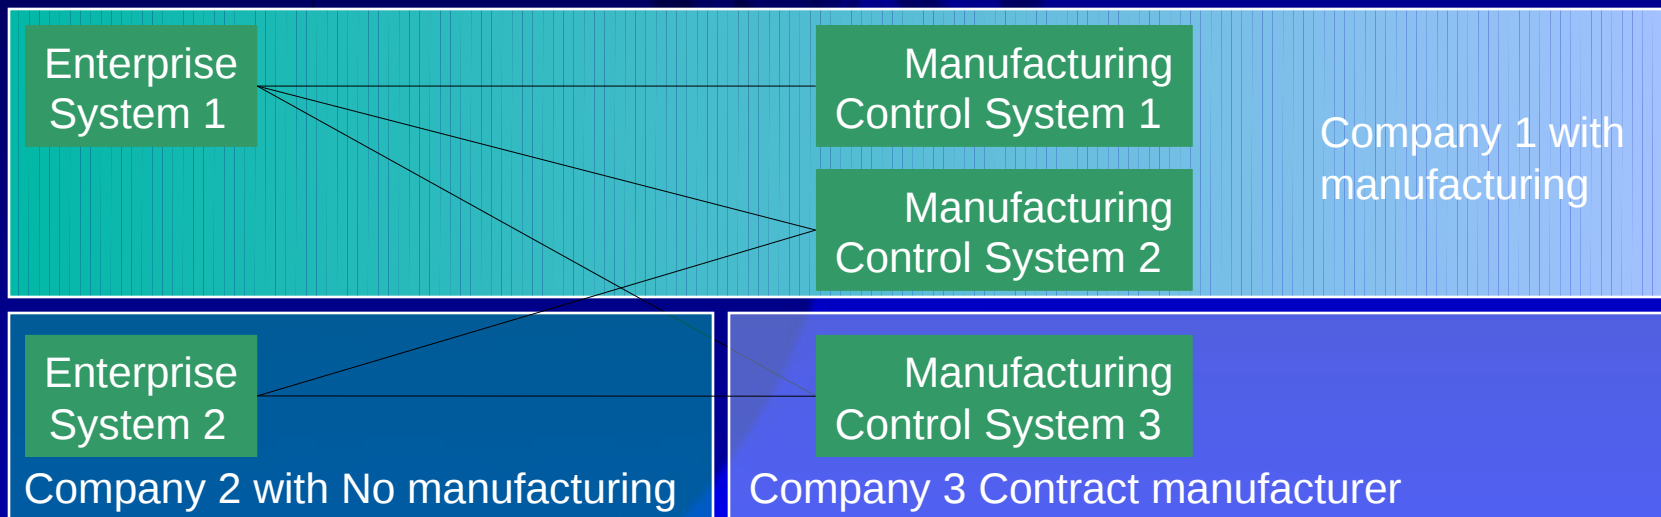 Enterprise
System 1
Manufacturing
Control System 1
Company 1 with
manufacturing
Manufacturing
Control System 2
Enterprise
System 2
Company 2 with No manufacturing
Manufacturing
Control System 3
Company 3 Contract manufacturer